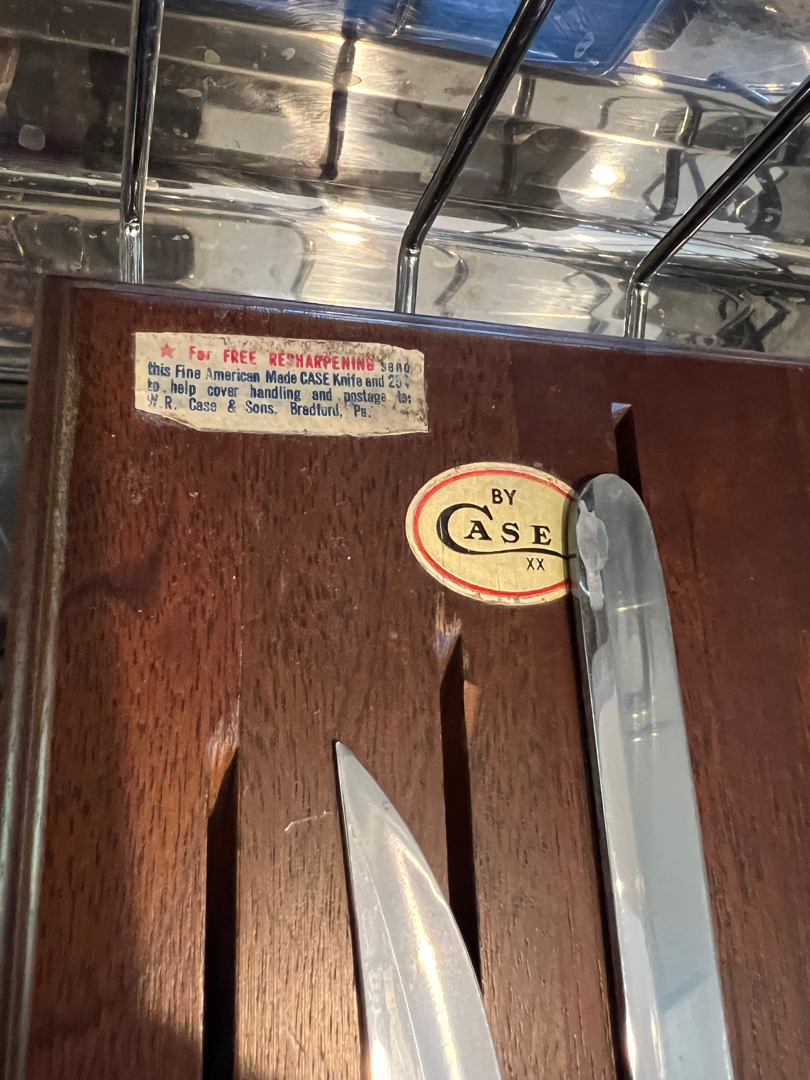 ★ For FREE RESHARPENING send
this Fine American Made CASE Knife and 25¢
to help cover handling and postage to:
W. R. Case & Sons, Bradford, Pa.
BY
CASE
XX